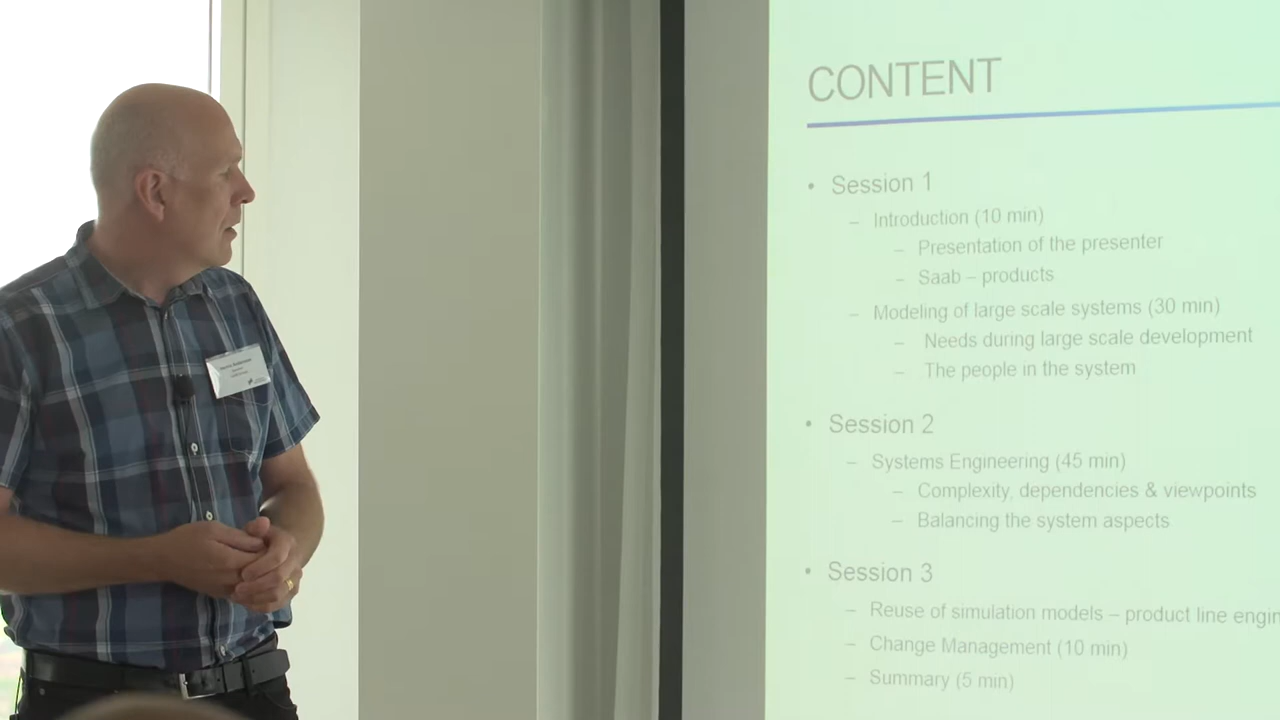 CONTENT
• Session 1
– Introduction (10 min)
– Presentation of the presenter
– Saab – products
– Modeling of large scale systems (30 min)
– Needs during large scale development
– The people in the system
• Session 2
– Systems Engineering (45 min)
– Complexity, dependencies & viewpoints
– Balancing the system aspects
• Session 3
– Reuse of simulation models – product line engin
– Change Management (10 min)
– Summary (5 min)